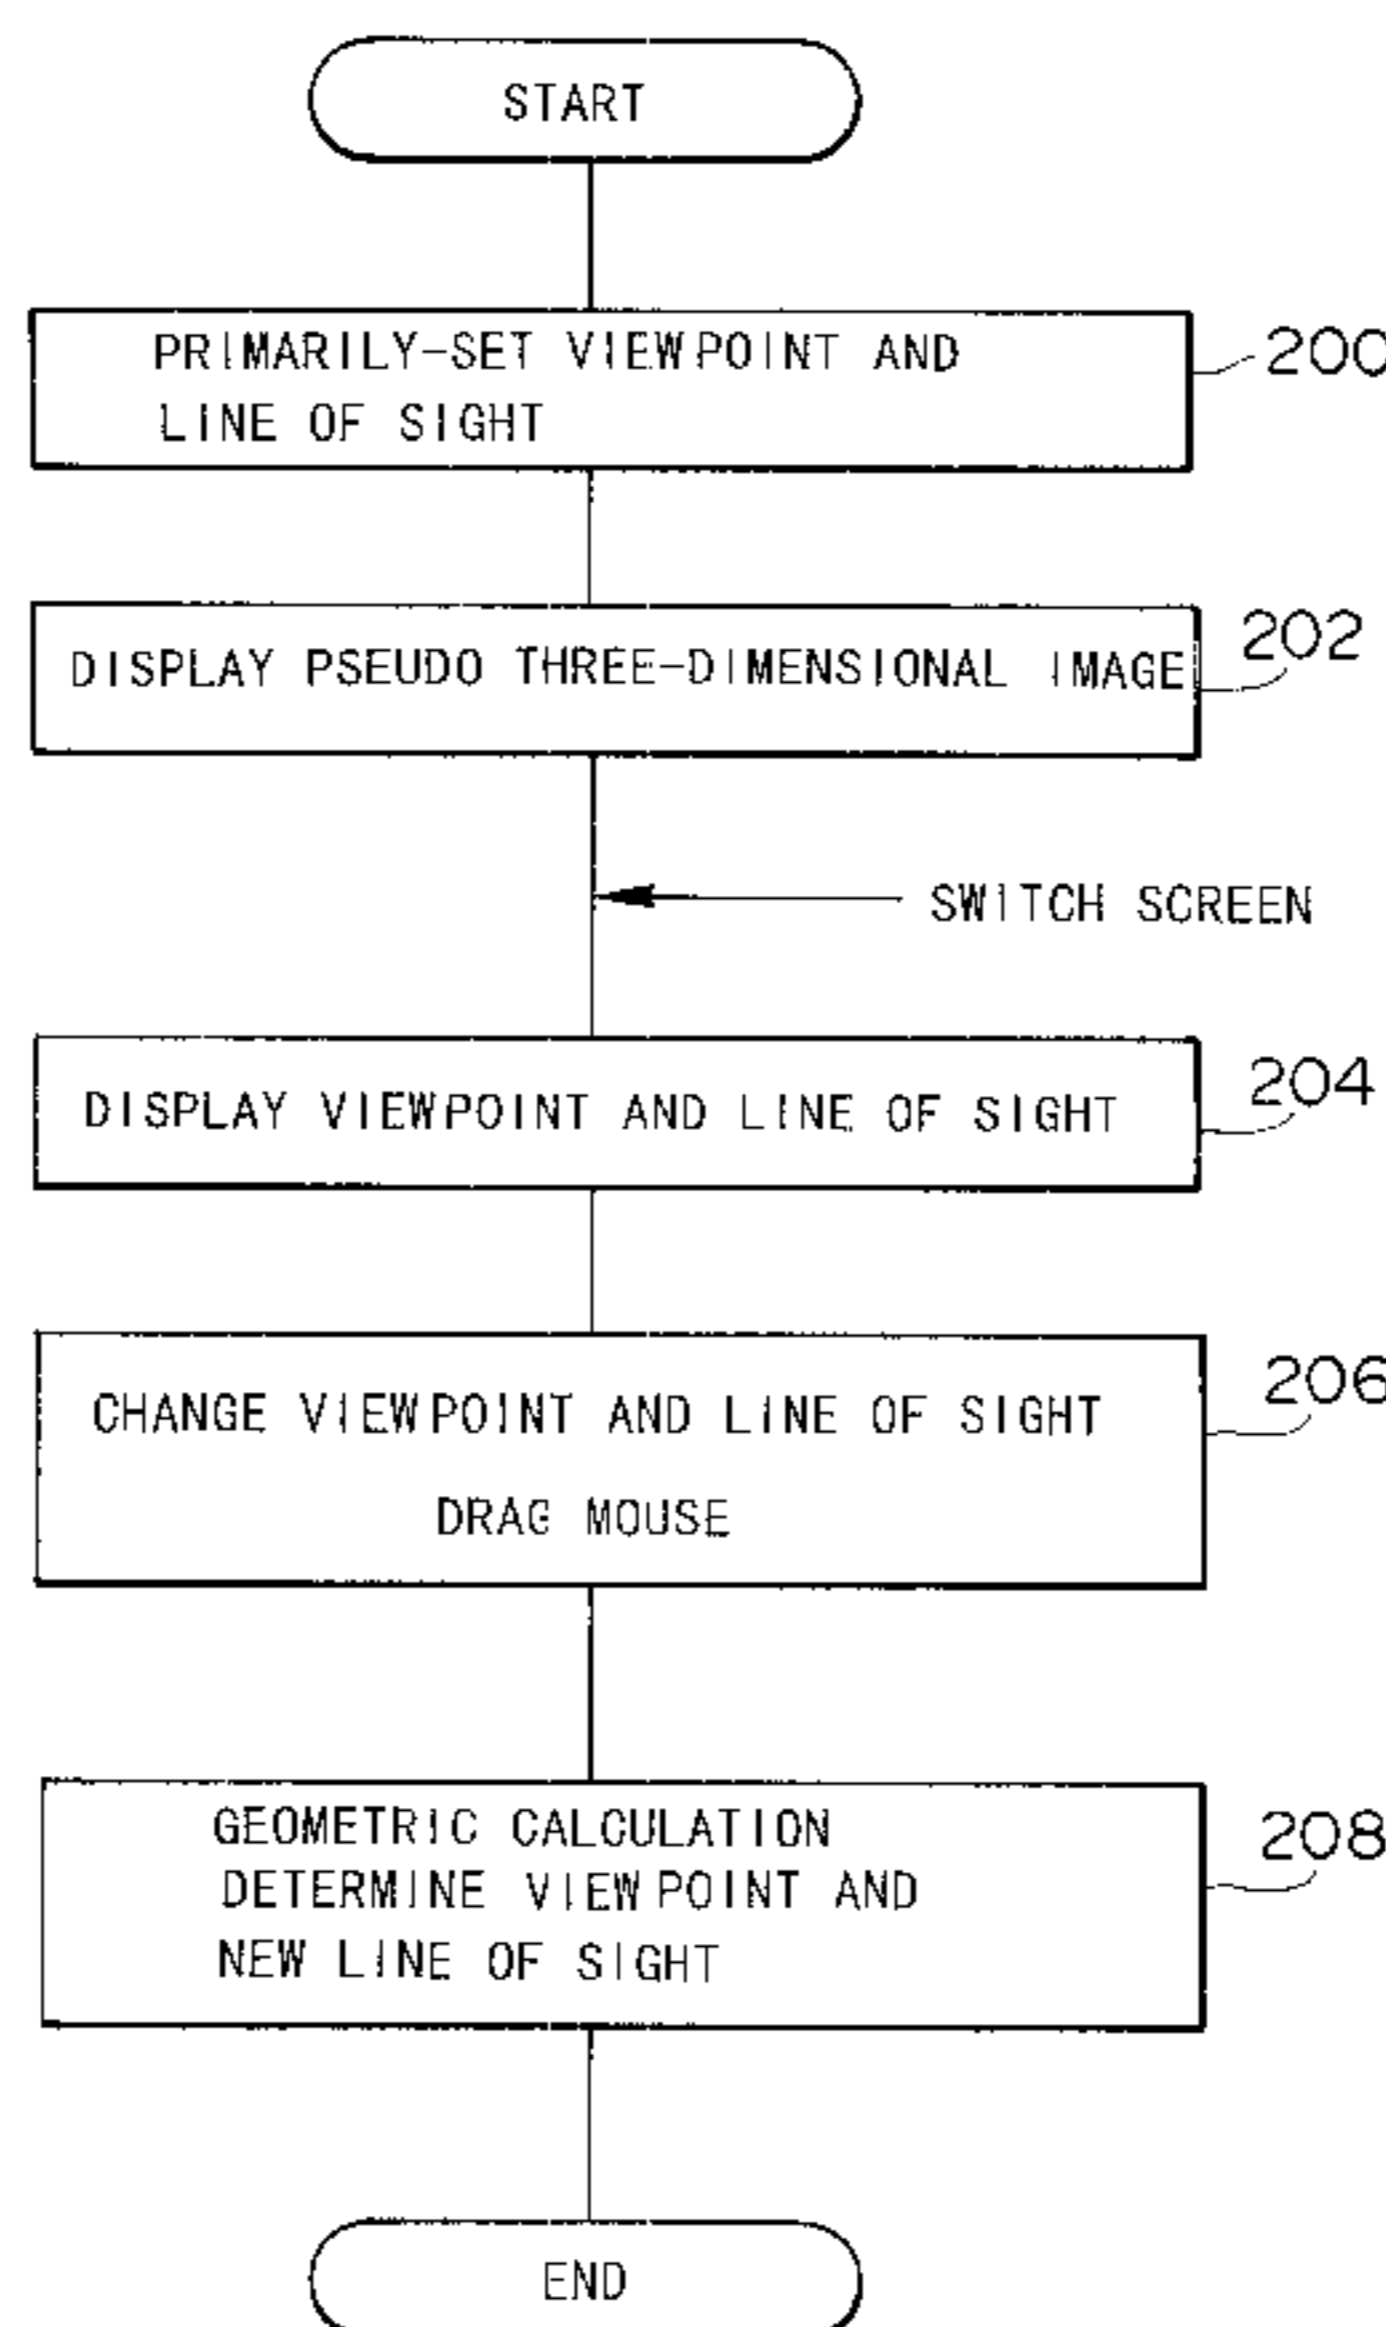 START
PRIMARILY-SET VIEWPOINT AND
LINE OF SIGHT
200
DISPLAY PSEUDO THREE-DIMENSIONAL IMAGE
202
SWITCH SCREEN
DISPLAY VIEWPOINT AND LINE OF SIGHT
204
CHANGE VIEWPOINT AND LINE OF SIGHT
DRAG MOUSE
206
GEOMETRIC CALCULATION
DETERMINE VIEWPOINT AND
NEW LINE OF SIGHT
208
END